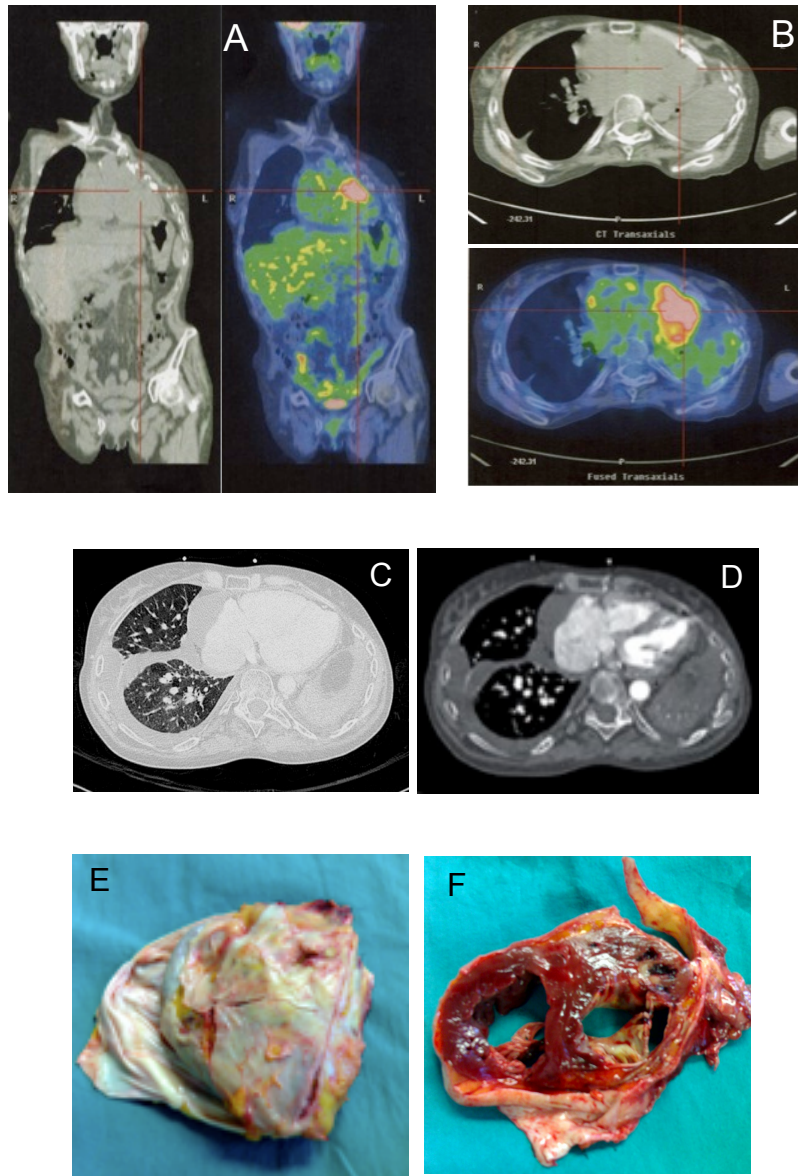 A
R
L
B
R
-242.31
P
CT Transaxials
R
L
-242.31
P
Fused Transaxials
C
D
E
F